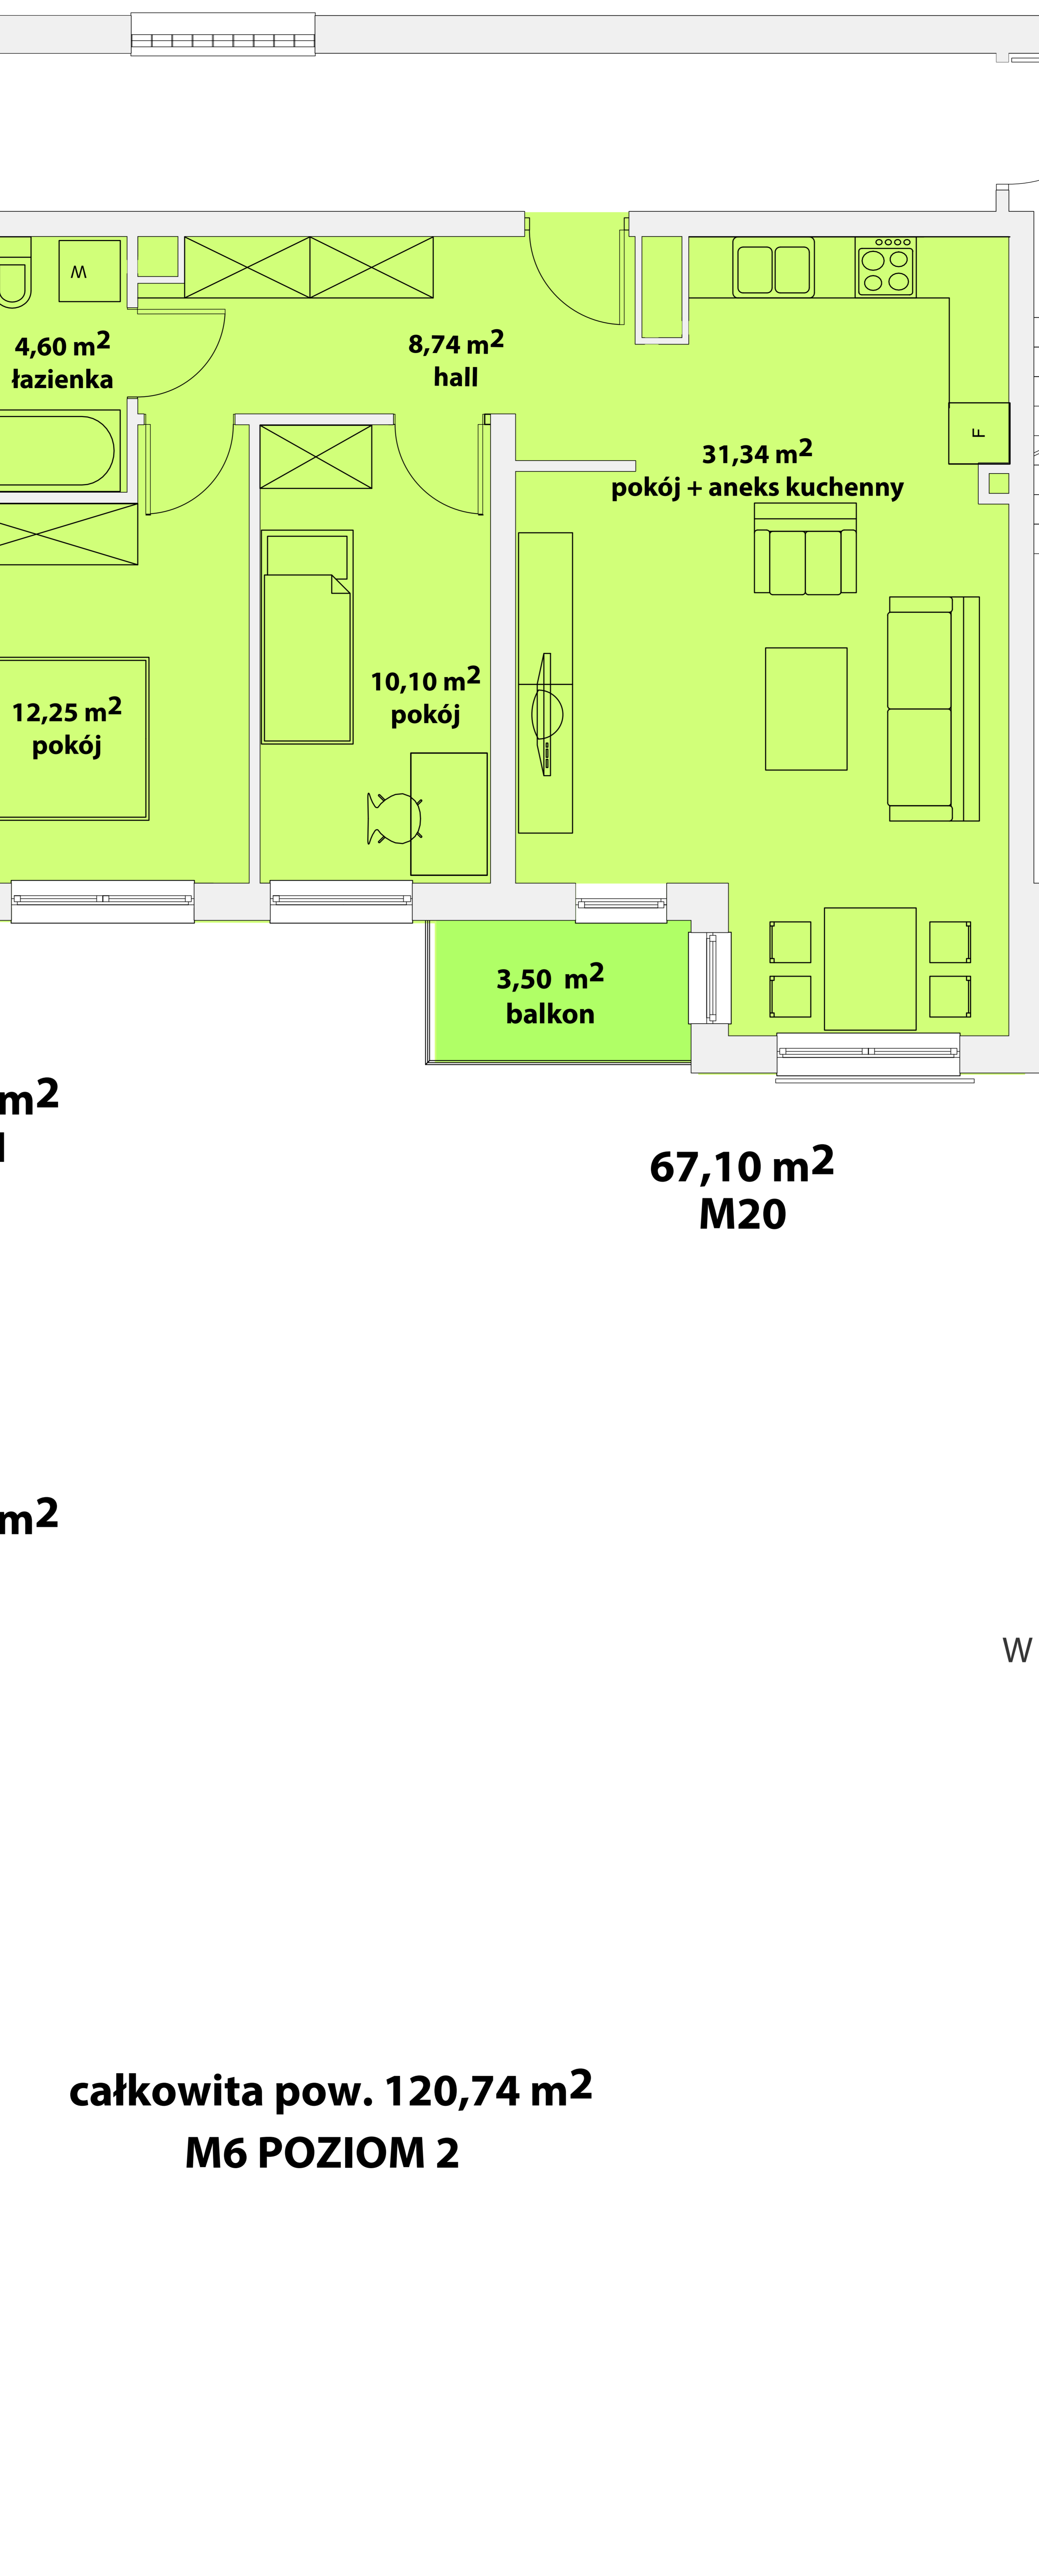 W
4,60 m2
łazienka
8,74 m2
hall
31,34 m2
pokój + aneks kuchenny
F
12,25 m2
pokój
10,10 m2
pokój
3,50 m2
balkon
m2
67,10 m2
M20
m2
W
całkowita pow. 120,74 m2
M6 POZIOM 2